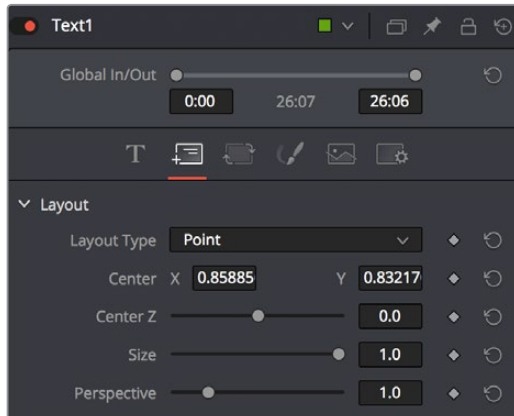 Text1
Global In/Out
0:00 26:07 26:06
T
Layout
Layout Type Point
Center X 0.85885 Y 0.83217
Center Z 0.0
Size 1.0
Perspective 1.0